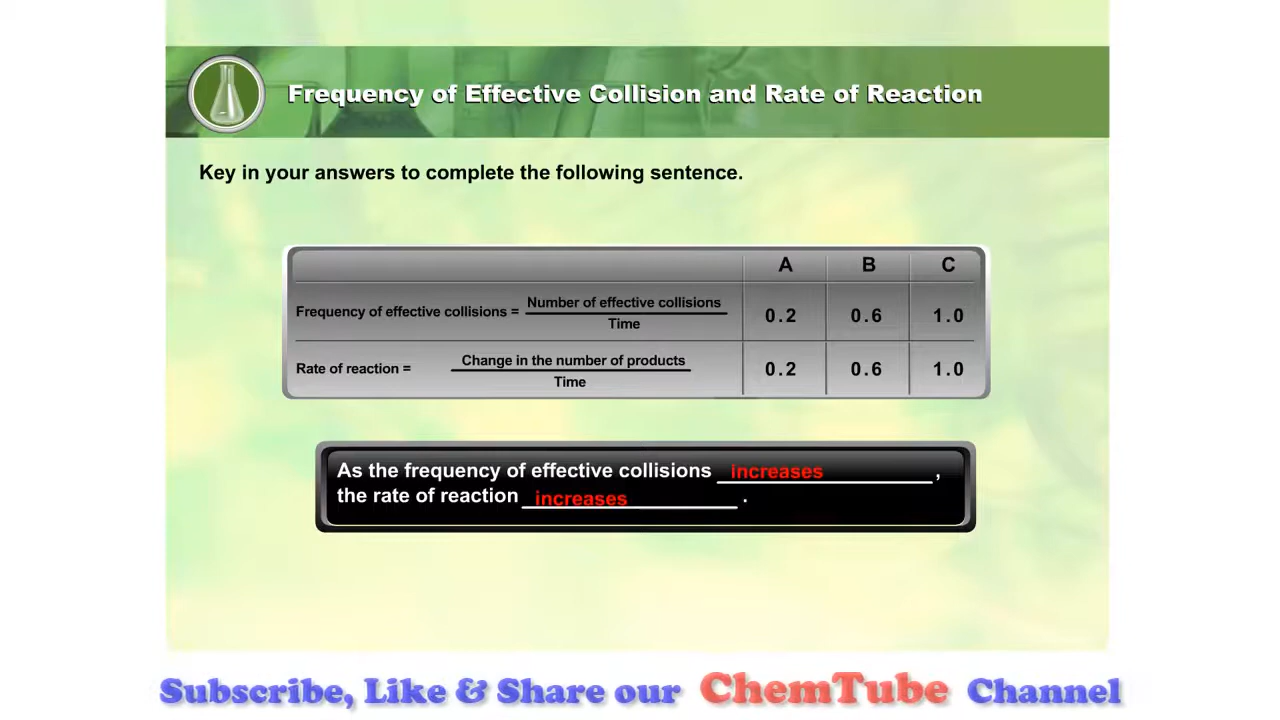 Frequency of Effective Collision and Rate of Reaction
Key in your answers to complete the following sentence.
A B C
Frequency of effective collisions = Number of effective collisions / Time 0.2 0.6 1.0
Rate of reaction = Change in the number of products / Time 0.2 0.6 1.0
As the frequency of effective collisions increases ,
the rate of reaction increases .
Subscribe, Like & Share our ChemTube Channel